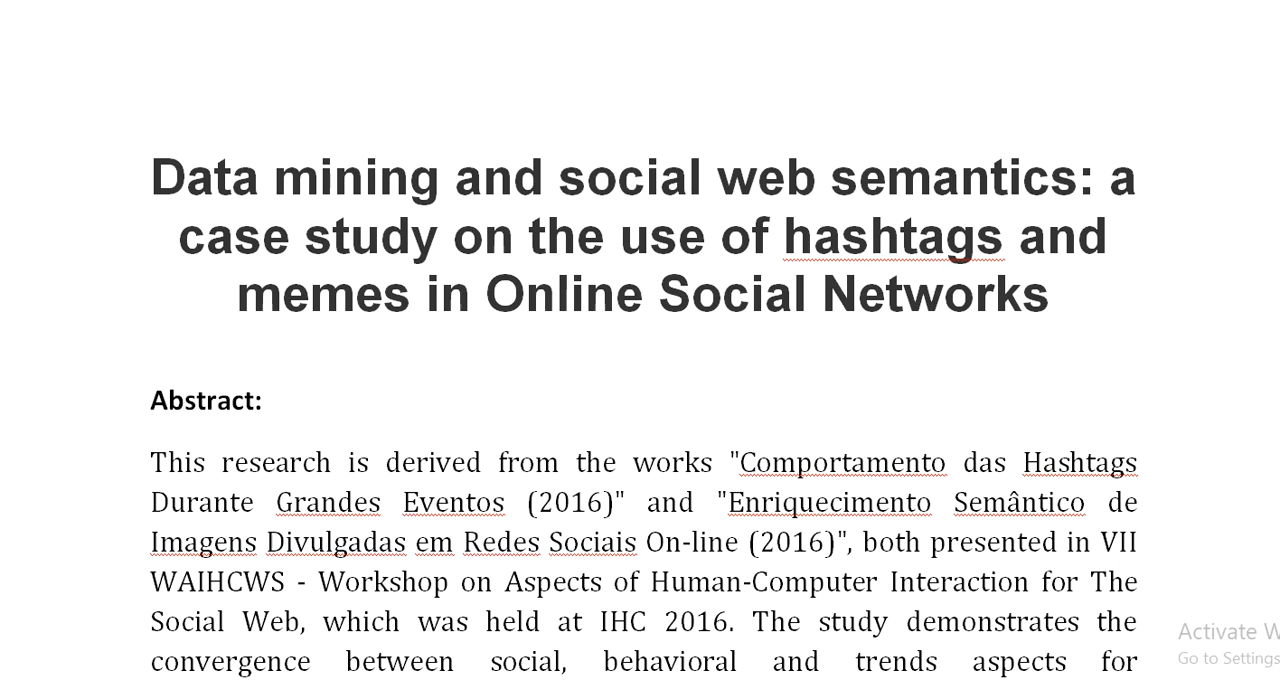 Data mining and social web semantics: a
case study on the use of hashtags and
memes in Online Social Networks
Abstract:
This research is derived from the works "Comportamento das Hashtags
Durante Grandes Eventos (2016)" and "Enriquecimento Semântico de
Imagens Divulgadas em Redes Sociais On-line (2016)", both presented in VII
WAIHCWS - Workshop on Aspects of Human-Computer Interaction for The
Social Web, which was held at IHC 2016. The study demonstrates the
convergence between social, behavioral and trends aspects for
Activate W
Go to Settings